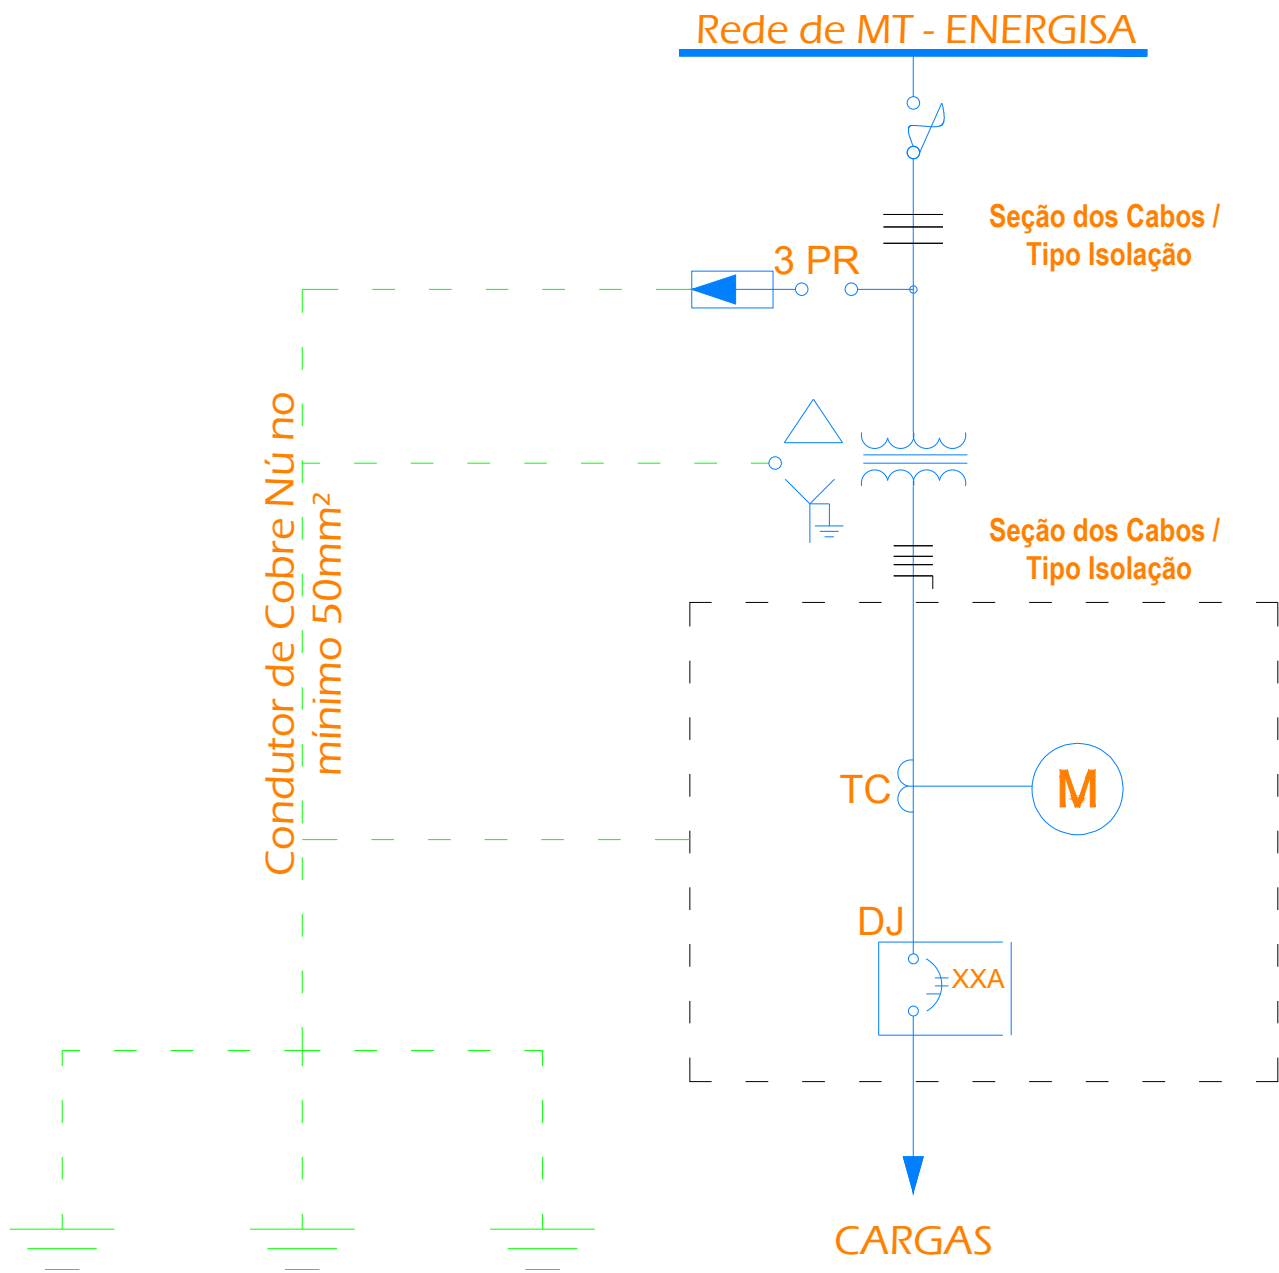 Rede de MT - ENERGISA
Seção dos Cabos /
Tipo Isolação
3 PR
Condutor de Cobre Nú no
mínimo 50mm²
Seção dos Cabos /
Tipo Isolação
TC
M
DJ
XXA
CARGAS